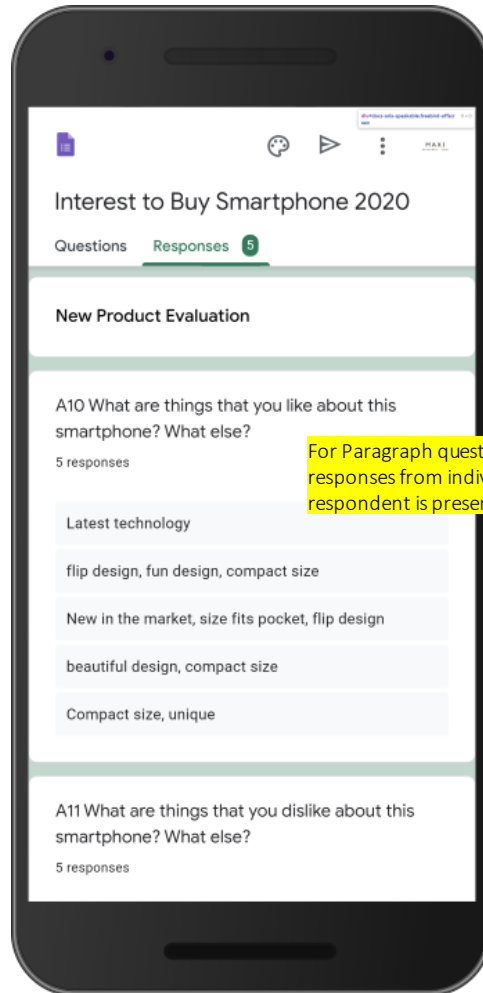 MAXI
Interest to Buy Smartphone 2020
Questions Responses 5
New Product Evaluation
A10 What are things that you like about this
smartphone? What else?
5 responses
For Paragraph quest
responses from indiv
respondent is preser
Latest technology
flip design, fun design, compact size
New in the market, size fits pocket, flip design
beautiful design, compact size
Compact size, unique
A11 What are things that you dislike about this
smartphone? What else?
5 responses